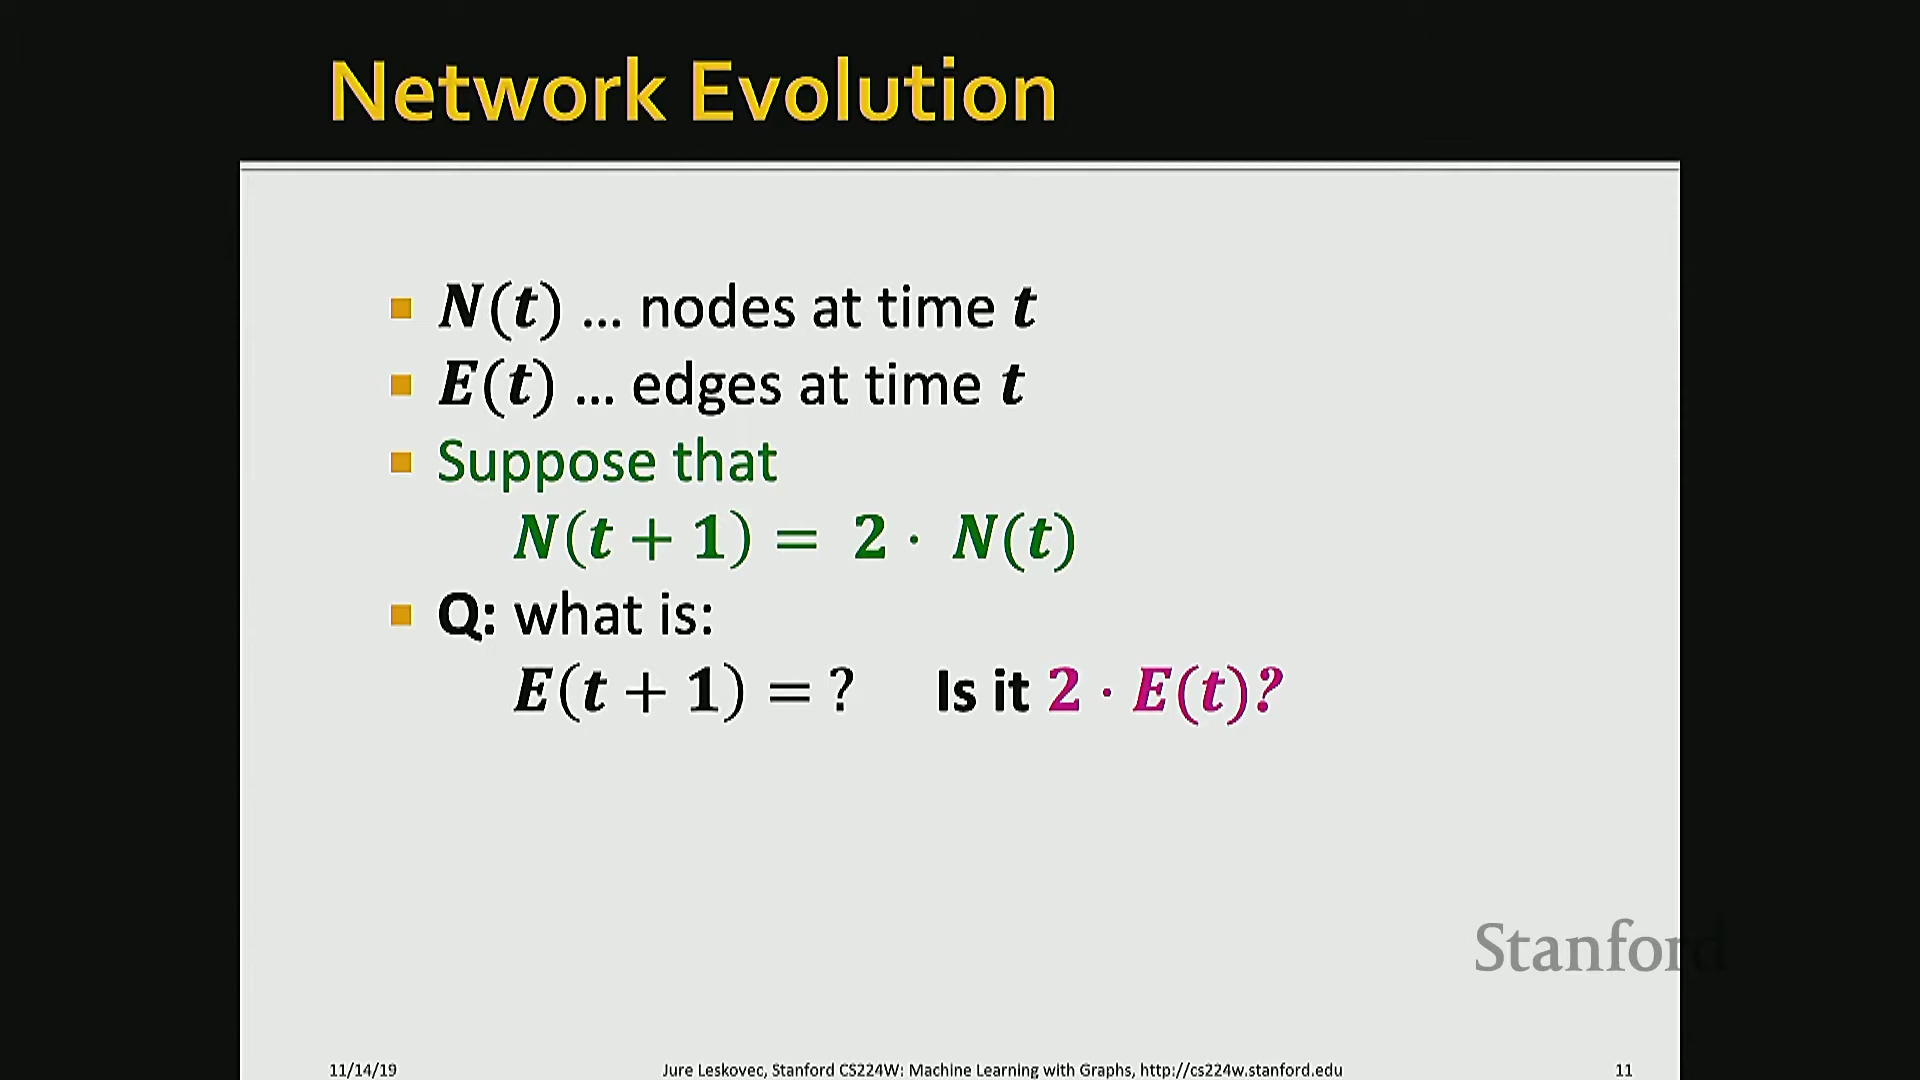 Network Evolution
N(t) … nodes at time t
E(t) … edges at time t
Suppose that
N(t + 1) = 2 · N(t)
Q: what is:
E(t + 1) = ? Is it 2 · E(t)?
Stanford
11/14/19 Jure Leskovec, Stanford CS224W: Machine Learning with Graphs, http://cs224w.stanford.edu 11